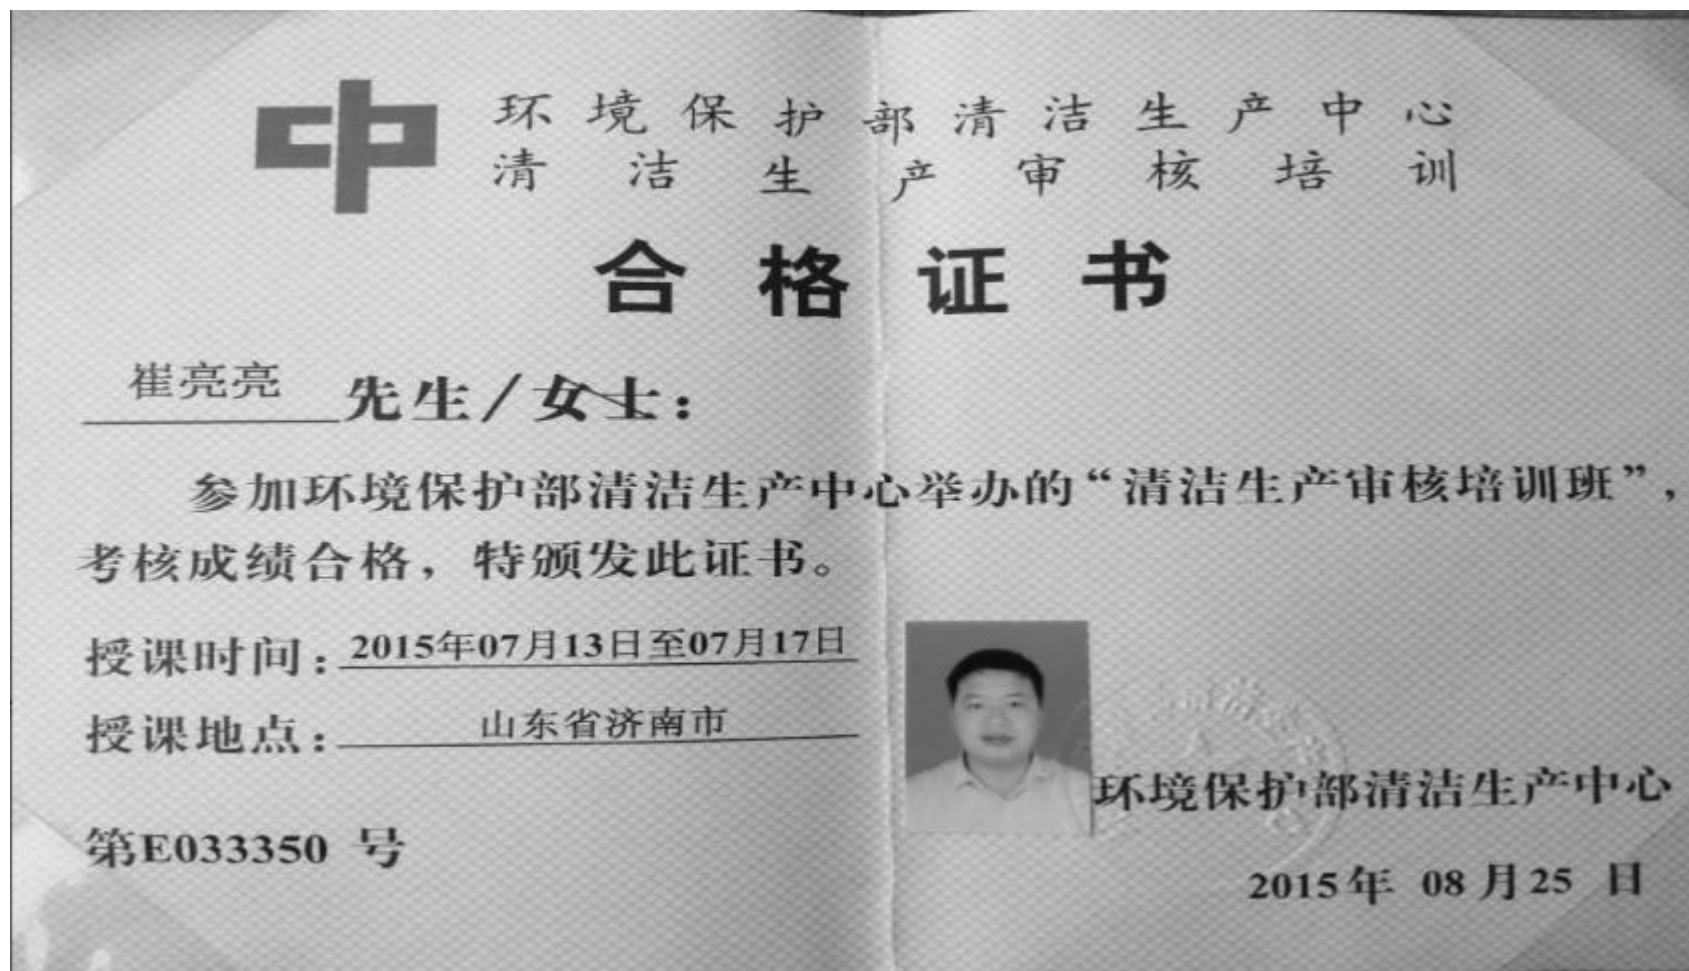 环境保护部清洁生产中心
清洁生产审核培训
合格证书
崔亮亮 先生/女士：
参加环境保护部清洁生产中心举办的“清洁生产审核培训班”，
考核成绩合格，特颁发此证书。
授课时间：2015年07月13日至07月17日
授课地点：山东省济南市
环境保护部清洁生产中心
第E033350 号
2015年 08月25 日